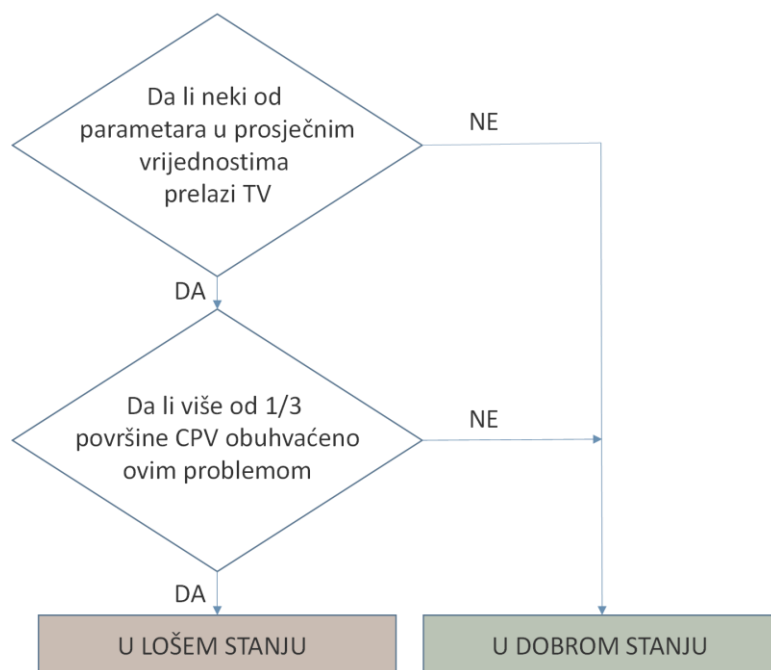 Da li neki od
parametara u prosječnim
vrijednostima
prelazi TV
NE
DA
Da li više od 1/3
površine CPV obuhvaćeno
ovim problemom
NE
DA
U LOŠEM STANJU
U DOBROM STANJU